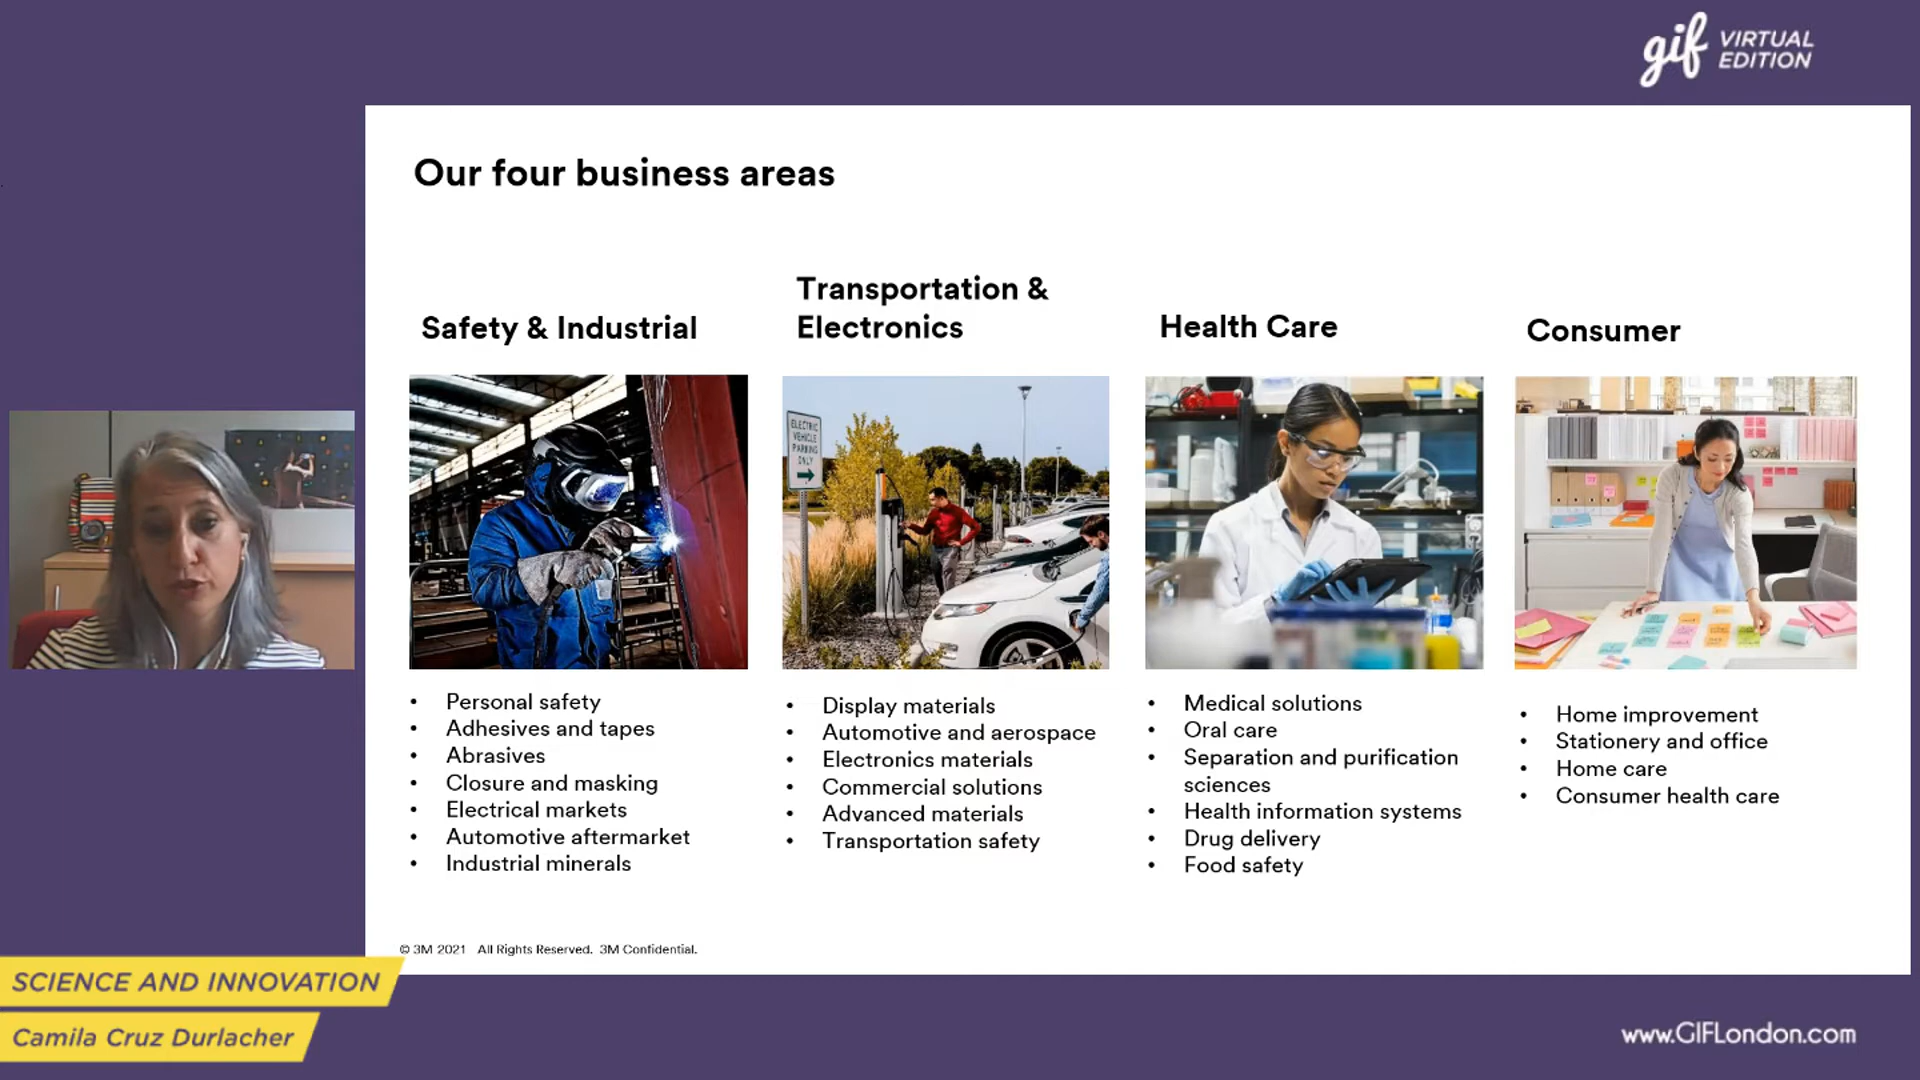 gif VIRTUAL
EDITION
Our four business areas
Safety & Industrial
Personal safety
Adhesives and tapes
Abrasives
Closure and masking
Electrical markets
Automotive aftermarket
Industrial minerals
Transportation &
Electronics
ELECTRIC
VEHICLE
PARKING
ONLY
Display materials
Automotive and aerospace
Electronics materials
Commercial solutions
Advanced materials
Transportation safety
Health Care
Medical solutions
Oral care
Separation and purification
sciences
Health information systems
Drug delivery
Food safety
Consumer
Home improvement
Stationery and office
Home care
Consumer health care
© 3M 2021 All Rights Reserved. 3M Confidential.
SCIENCE AND INNOVATION
Camila Cruz Durlacher
www.GIFLondon.com